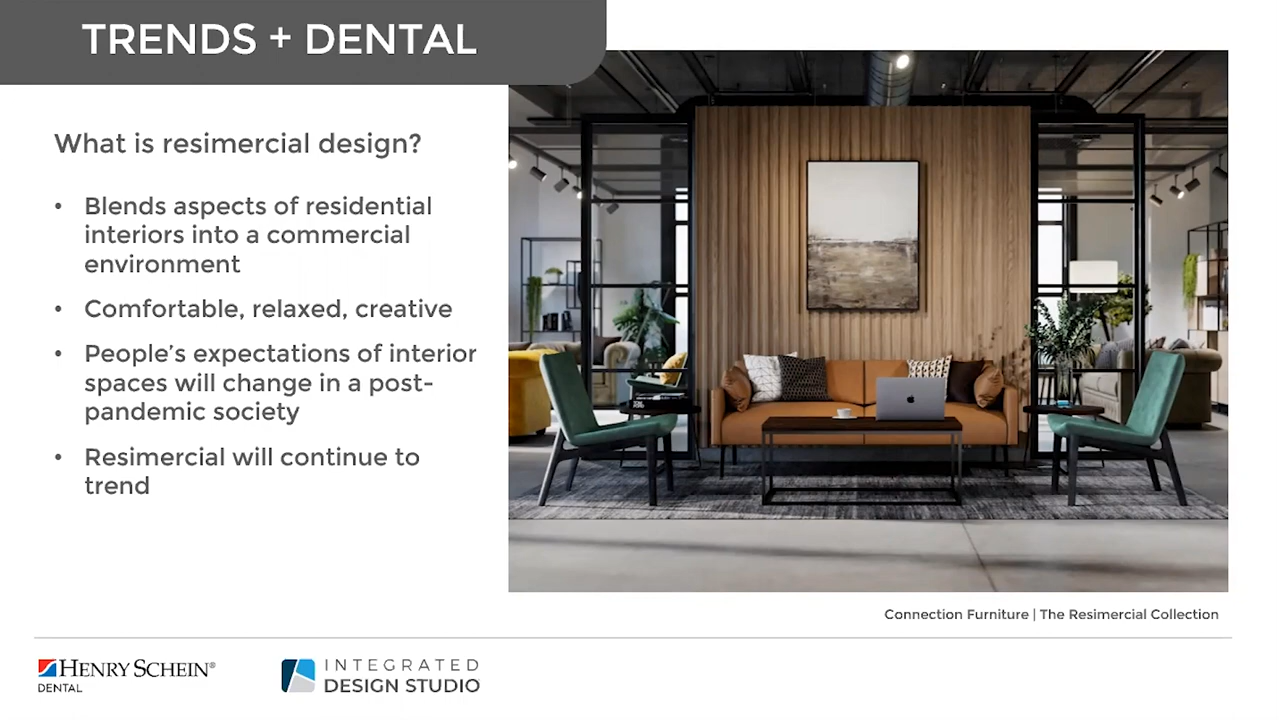 TRENDS + DENTAL
What is resimercial design?
• Blends aspects of residential
interiors into a commercial
environment
• Comfortable, relaxed, creative
• People's expectations of interior
spaces will change in a post-
pandemic society
• Resimercial will continue to
trend
TOM FORD
Connection Furniture | The Resimercial Collection
HENRY SCHEIN®
DENTAL
INTEGRATED
DESIGN STUDIO